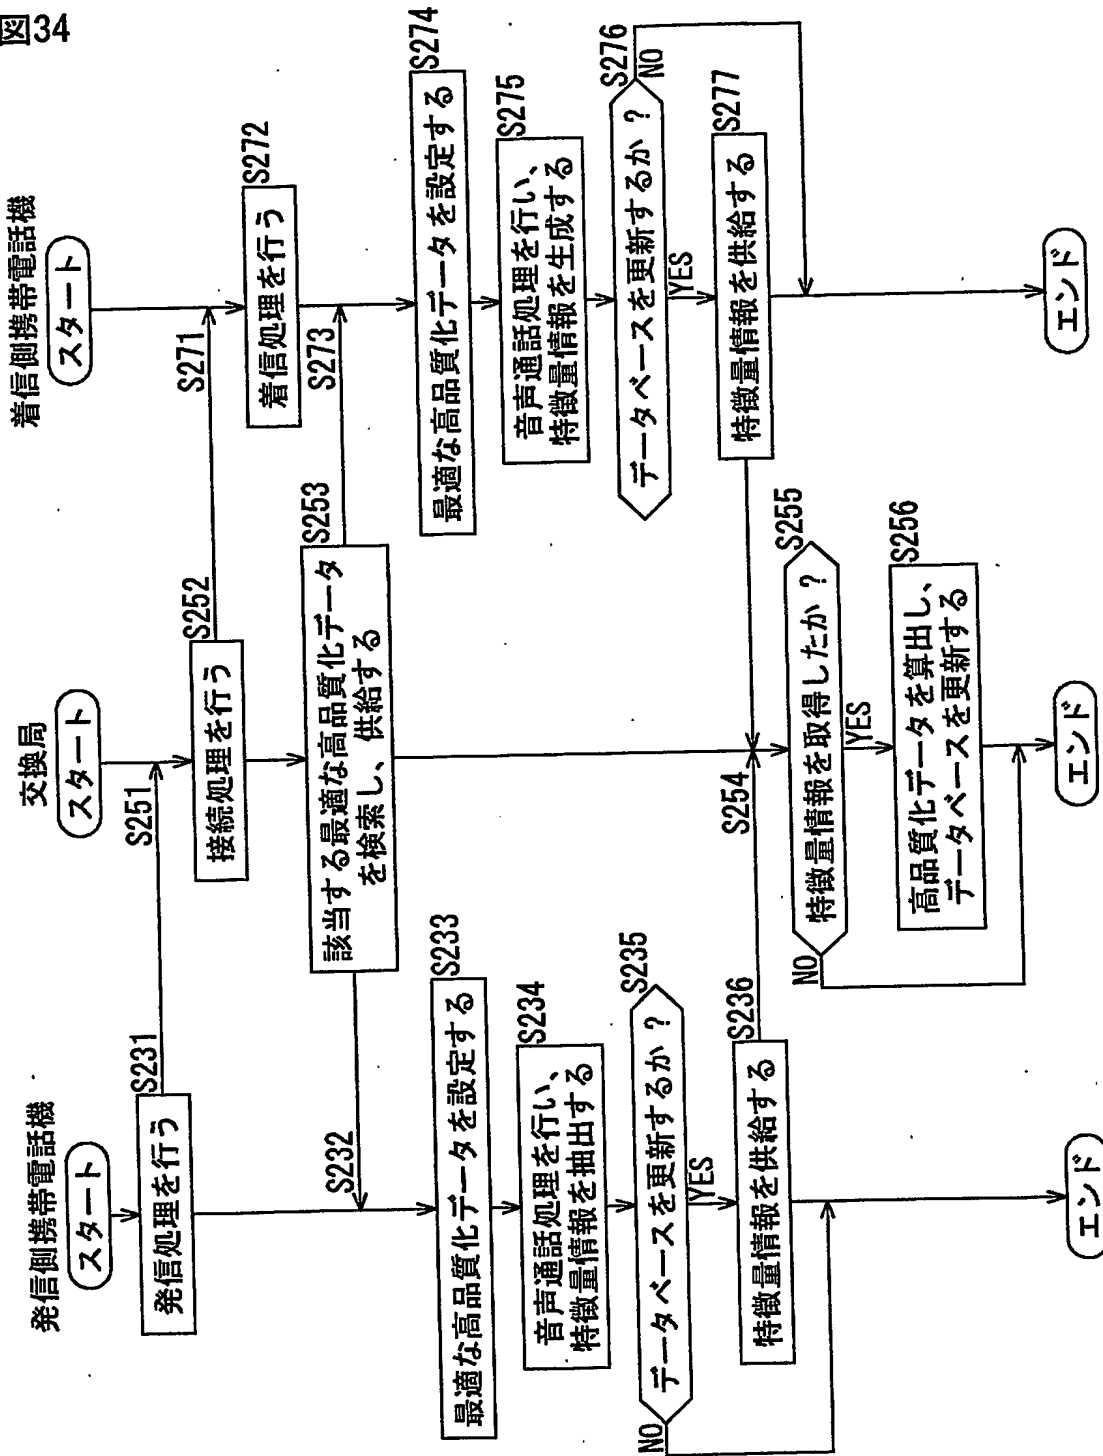 図34
発信側携帯電話機
スタート
S231
発信処理を行う
S232
S233
最適な高品質化データを設定する
S234
音声通話処理を行い、
特徴量情報を抽出する
S235
データベースを更新するか?
NO
YES
S236
特徴量情報を供給する
エンド
交換局
スタート
S251
S252
接続処理を行う
S253
該当する最適な高品質化データ
を検索し、供給する
S254
S255
特徴量情報を取得したか?
NO
YES
S256
高品質化データを算出し、
データベースを更新する
エンド
着信側携帯電話機
スタート
S271
S272
着信処理を行う
S273
S274
最適な高品質化データを設定する
S275
音声通話処理を行い、
特徴量情報を生成する
S276
データベースを更新するか?
NO
YES
S277
特徴量情報を供給する
エンド